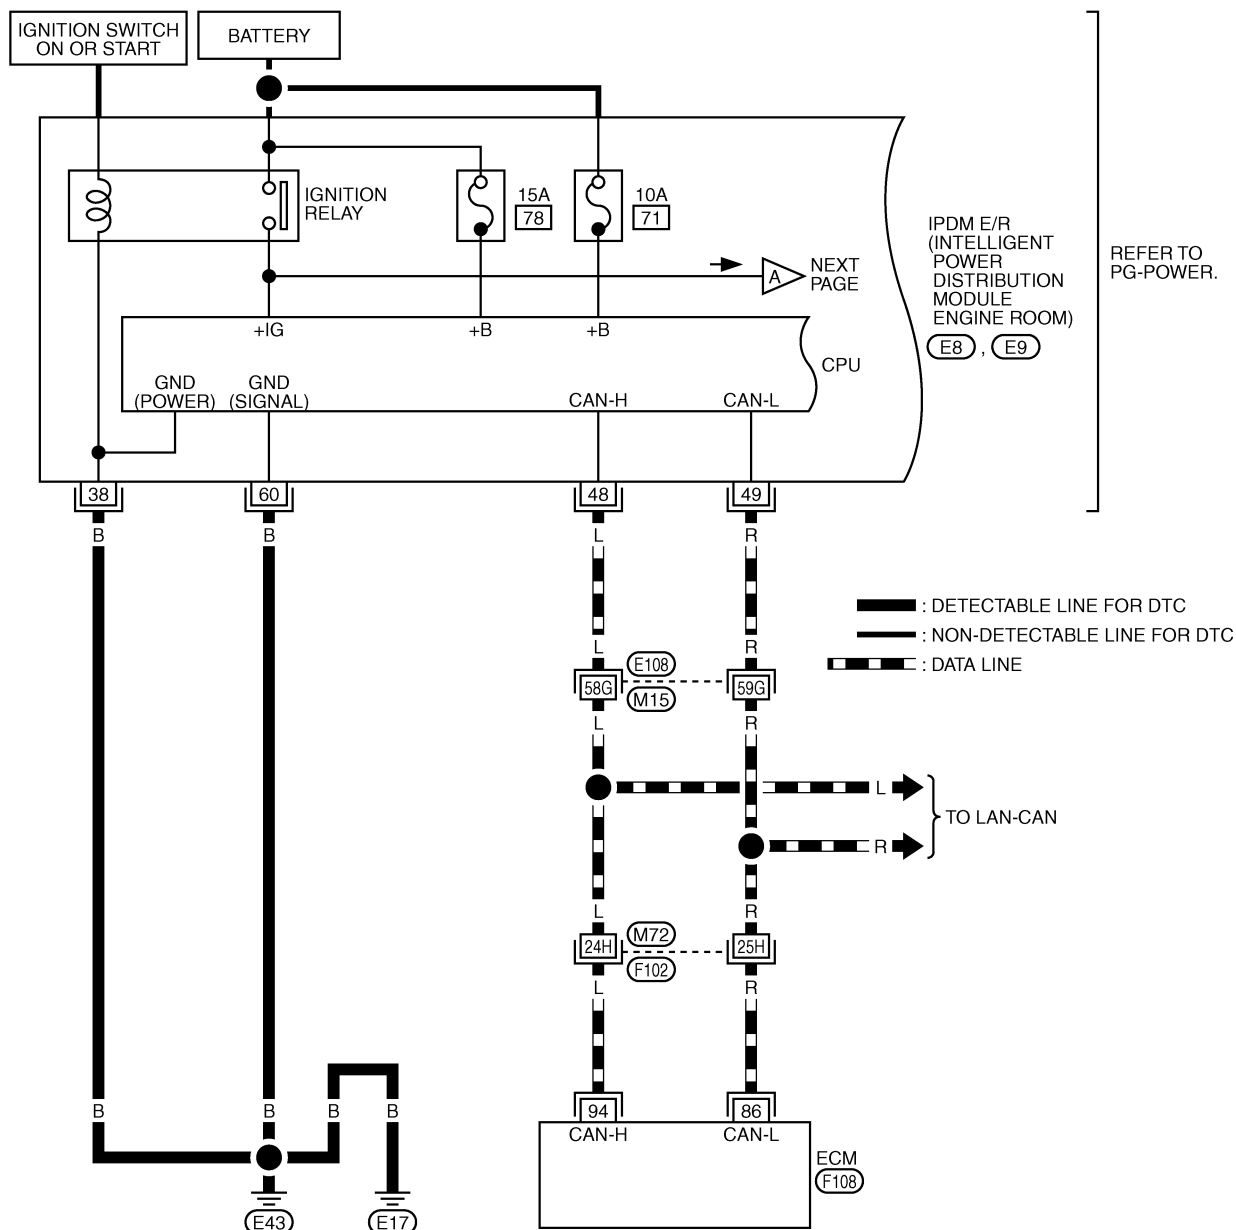 IGNITION SWITCH
ON OR START
BATTERY
IGNITION
RELAY
15A
78
10A
71
A
NEXT
PAGE
IPDM E/R
(INTELLIGENT
POWER
DISTRIBUTION
MODULE
ENGINE ROOM)
E8 , E9
REFER TO
PG-POWER.
+IG
+B
+B
CPU
GND
(POWER)
GND
(SIGNAL)
CAN-H
CAN-L
38
60
48
49
B
B
L
R
: DETECTABLE LINE FOR DTC
: NON-DETECTABLE LINE FOR DTC
: DATA LINE
L
R
E108
58G
59G
M15
L
R
L
TO LAN-CAN
R
L
R
M72
24H
25H
F102
L
R
B
B
B
B
94
86
CAN-H
CAN-L
ECM
F108
E43
E17